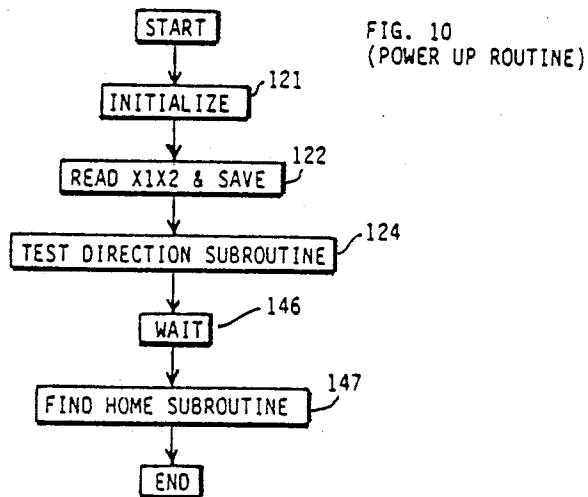 START
FIG. 10
(POWER UP ROUTINE)
121
INITIALIZE
122
READ X1X2 & SAVE
124
TEST DIRECTION SUBROUTINE
146
WAIT
147
FIND HOME SUBROUTINE
END